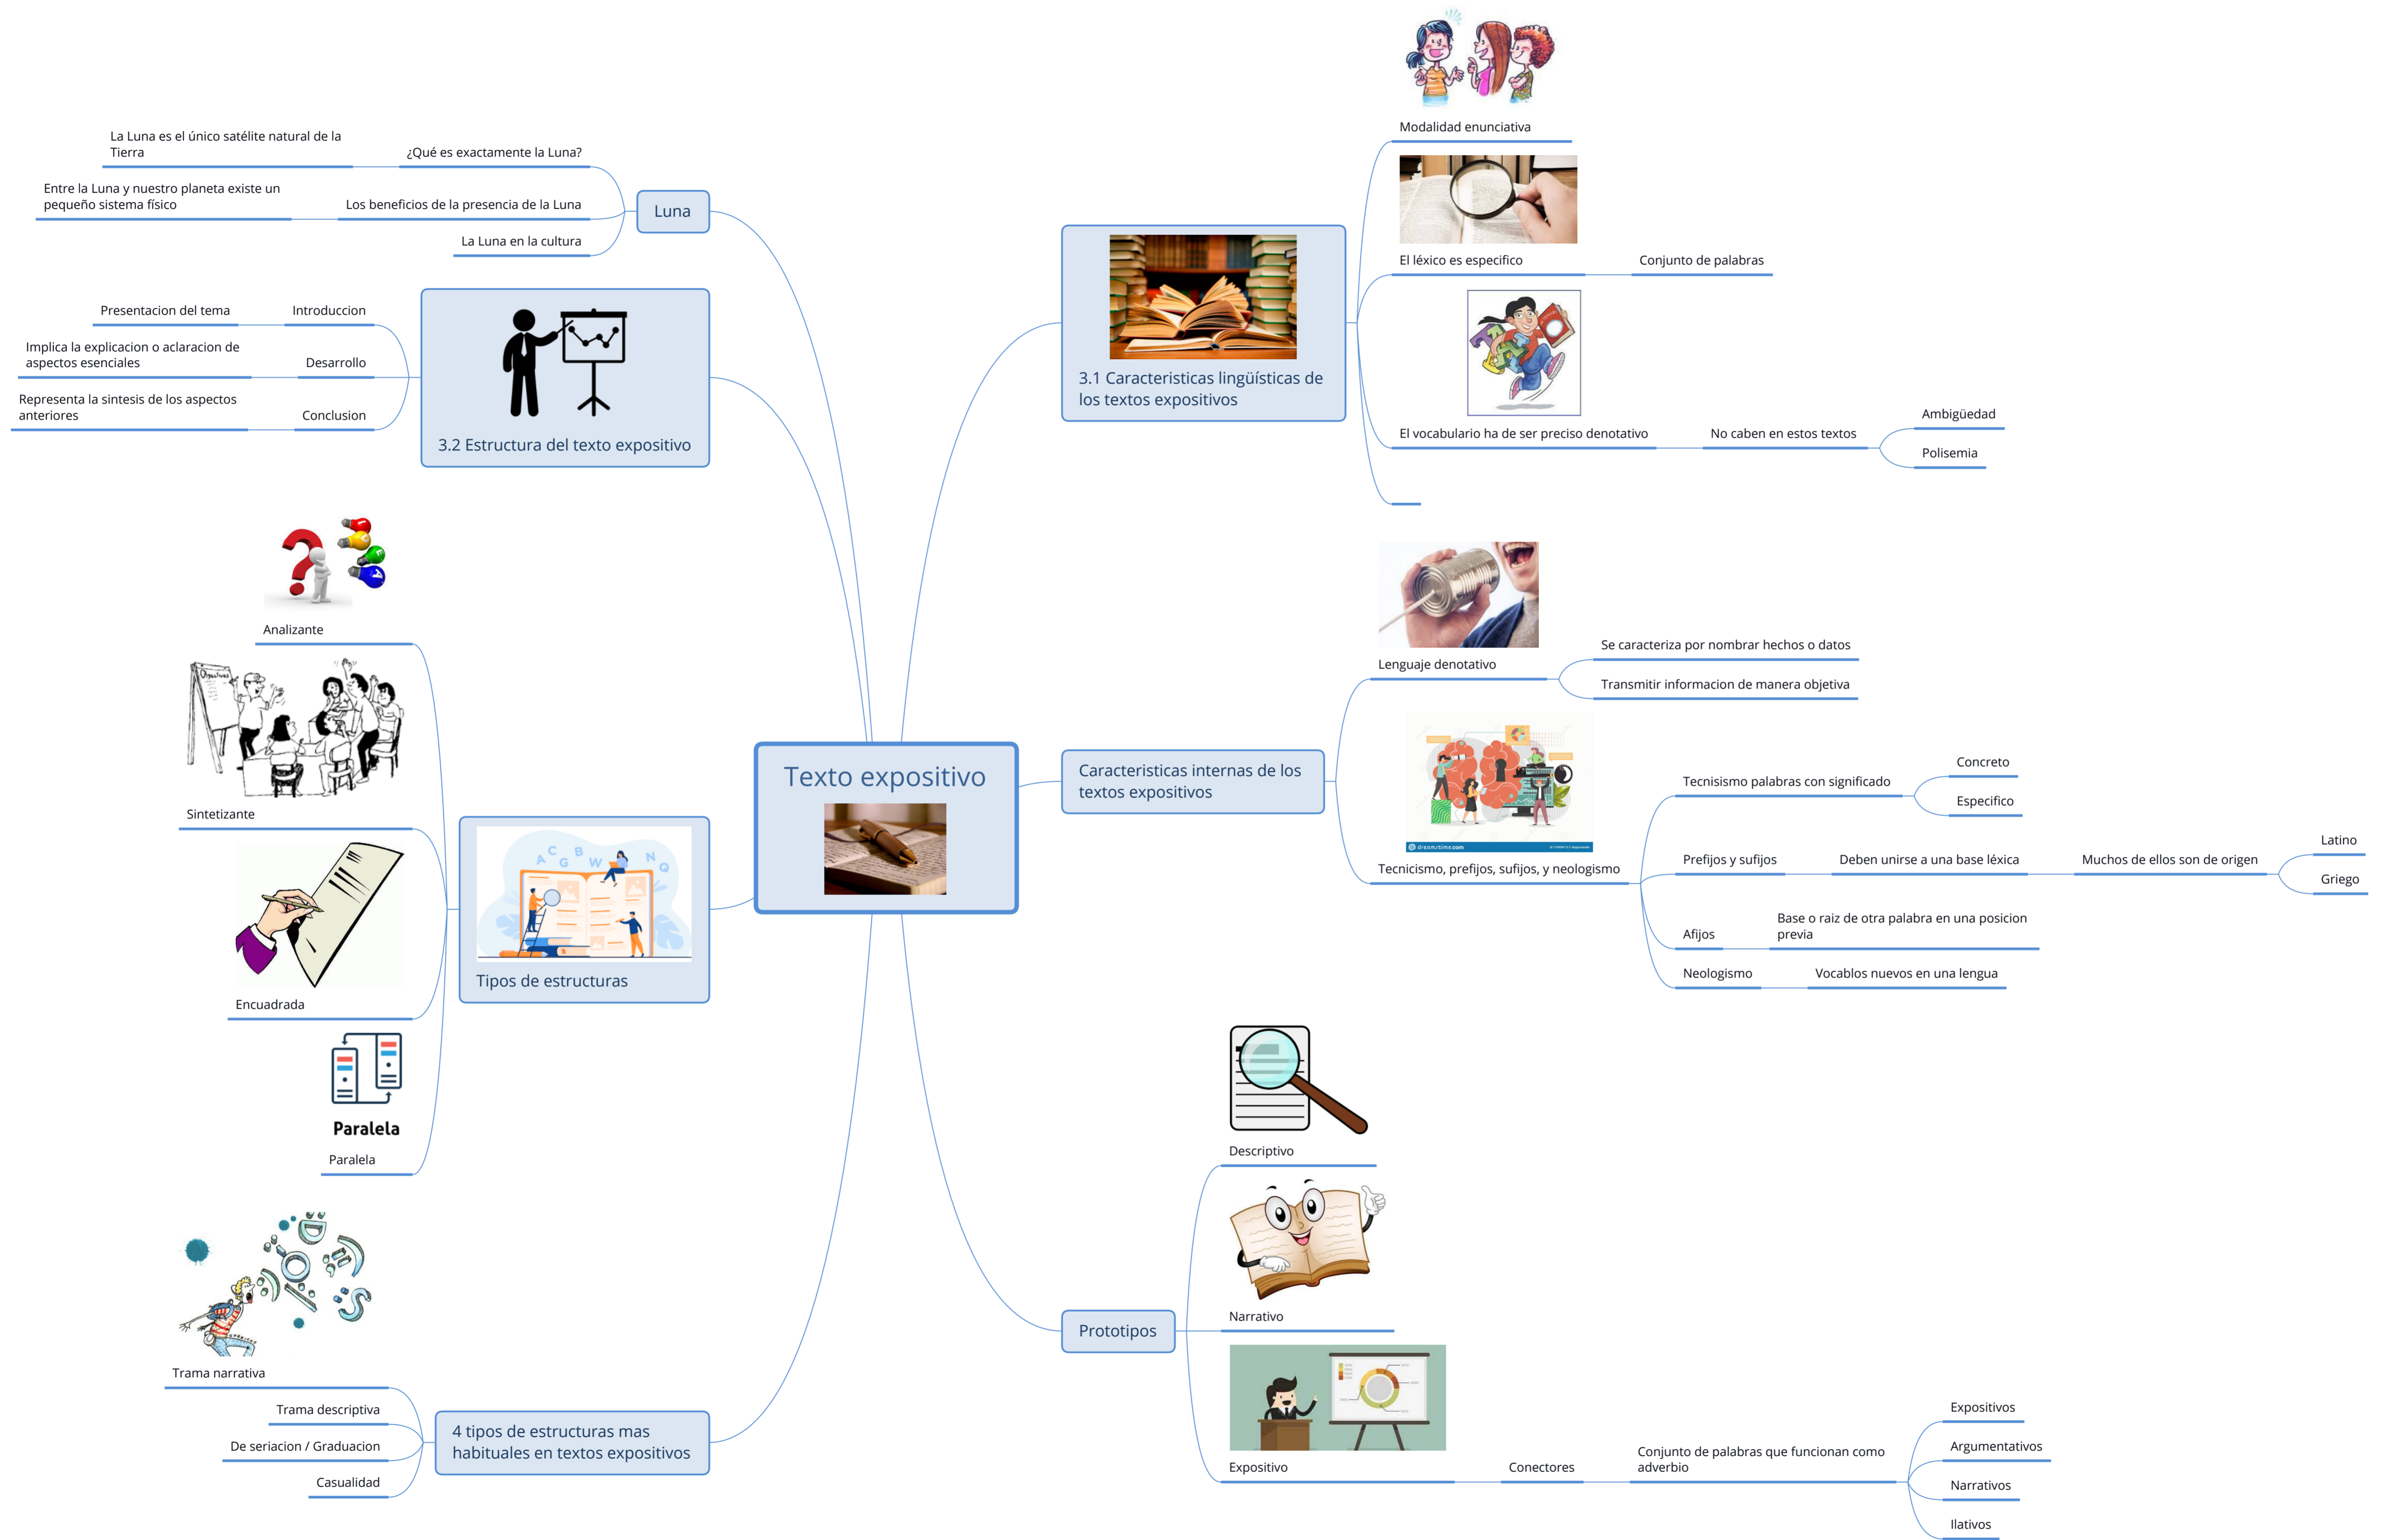 Texto expositivo
3.1 Caracteristicas lingüísticas de
los textos expositivos
Modalidad enunciativa
El léxico es especifico
Conjunto de palabras
El vocabulario ha de ser preciso denotativo
No caben en estos textos
Ambigüedad
Polisemia
Caracteristicas internas de los
textos expositivos
Lenguaje denotativo
Se caracteriza por nombrar hechos o datos
Transmitir informacion de manera objetiva
dreamstime.com
Tecnicismo, prefijos, sufijos, y neologismo
Tecnisismo palabras con significado
Concreto
Especifico
Prefijos y sufijos
Deben unirse a una base léxica
Muchos de ellos son de origen
Latino
Griego
Afijos
Base o raiz de otra palabra en una posicion
previa
Neologismo
Vocablos nuevos en una lengua
Prototipos
Descriptivo
Narrativo
Expositivo
Conectores
Conjunto de palabras que funcionan como
adverbio
Expositivos
Argumentativos
Narrativos
Ilativos
Luna
¿Qué es exactamente la Luna?
La Luna es el único satélite natural de la
Tierra
Los beneficios de la presencia de la Luna
Entre la Luna y nuestro planeta existe un
pequeño sistema físico
La Luna en la cultura
3.2 Estructura del texto expositivo
Introduccion
Presentacion del tema
Desarrollo
Implica la explicacion o aclaracion de
aspectos esenciales
Conclusion
Representa la sintesis de los aspectos
anteriores
Tipos de estructuras
A C G B W N Q
Analizante
Objectives
Sintetizante
Encuadrada
Paralela
Paralela
4 tipos de estructuras mas
habituales en textos expositivos
Trama narrativa
Trama descriptiva
De seriacion / Graduacion
Casualidad